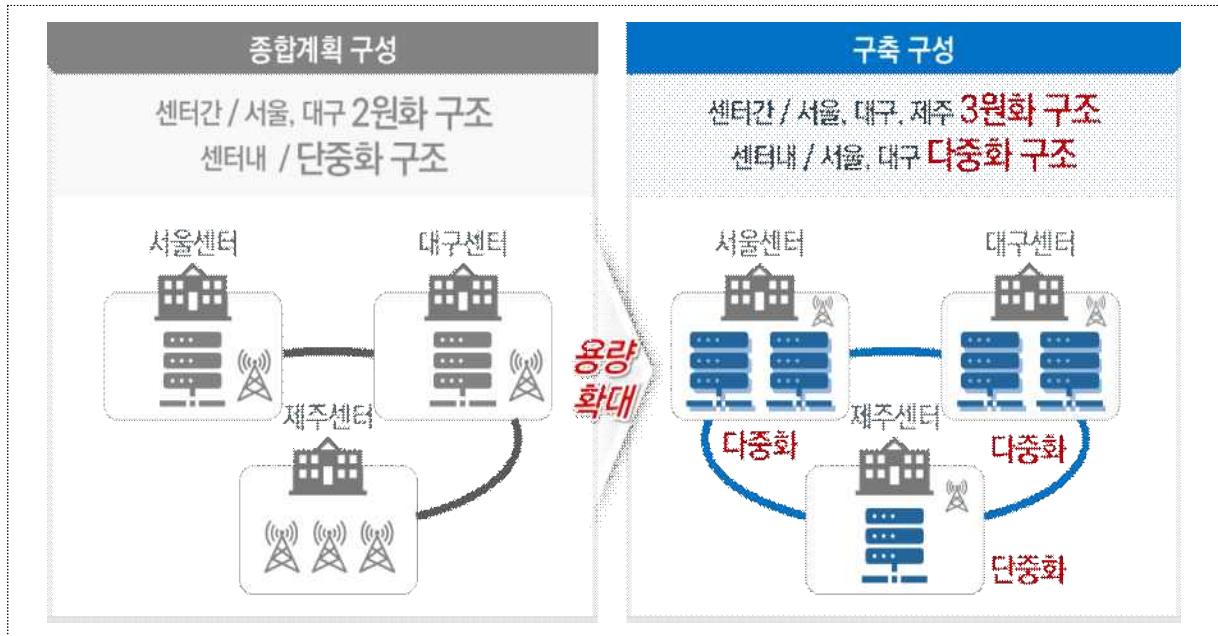 종합계획 구성
센터간 / 서울, 대구 2원화 구조
센터내 / 단중화 구조
서울센터
대구센터
제주센터
용량
확대
구축 구성
센터간 / 서울, 대구, 제주 3원화 구조
센터내 / 서울, 대구 다중화 구조
서울센터
대구센터
다중화
제주센터
다중화
단중화